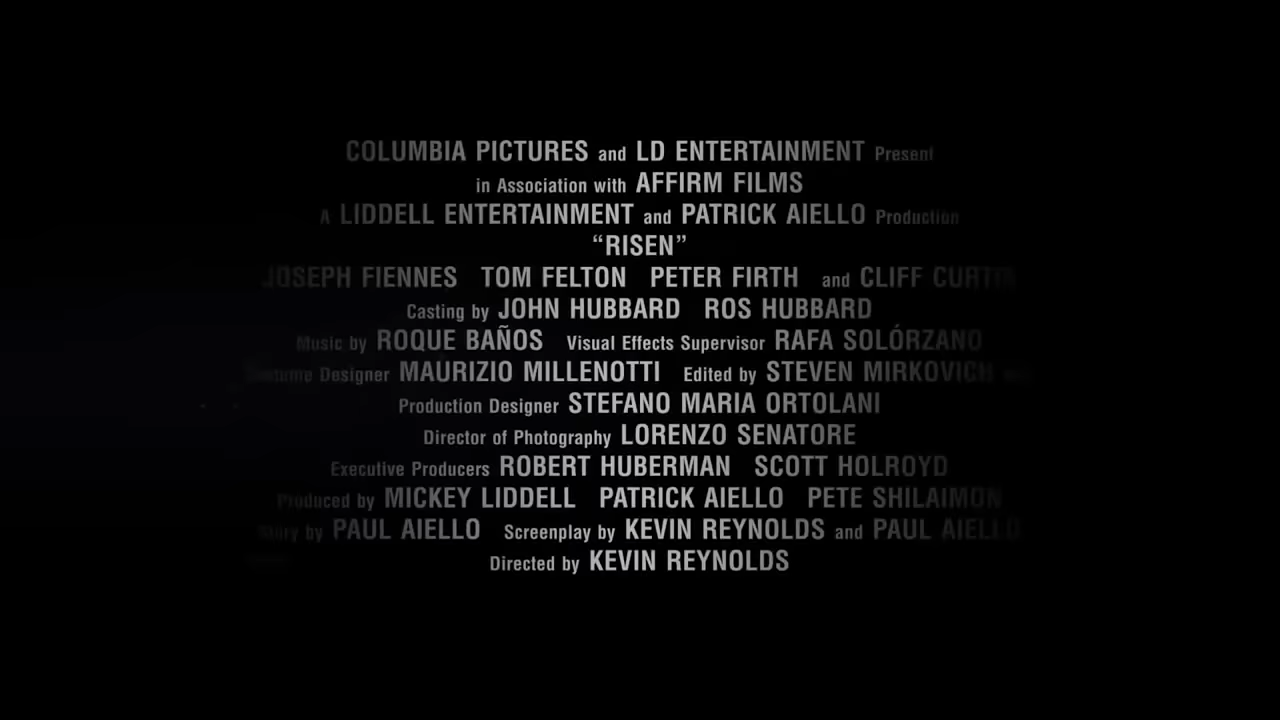 COLUMBIA PICTURES and LD ENTERTAINMENT Present
in Association with AFFIRM FILMS
A LIDDELL ENTERTAINMENT and PATRICK AIELLO Production
“RISEN”
JOSEPH FIENNES TOM FELTON PETER FIRTH and CLIFF CURTIS
Casting by JOHN HUBBARD ROS HUBBARD
Music by ROQUE BAÑOS Visual Effects Supervisor RAFA SOLÓRZANO
Costume Designer MAURIZIO MILLENOTTI Edited by STEVEN MIRKOVICH
Production Designer STEFANO MARIA ORTOLANI
Director of Photography LORENZO SENATORE
Executive Producers ROBERT HUBERMAN SCOTT HOLROYD
Produced by MICKEY LIDDELL PATRICK AIELLO PETE SHILAIMON
Story by PAUL AIELLO Screenplay by KEVIN REYNOLDS and PAUL AIELLO
Directed by KEVIN REYNOLDS